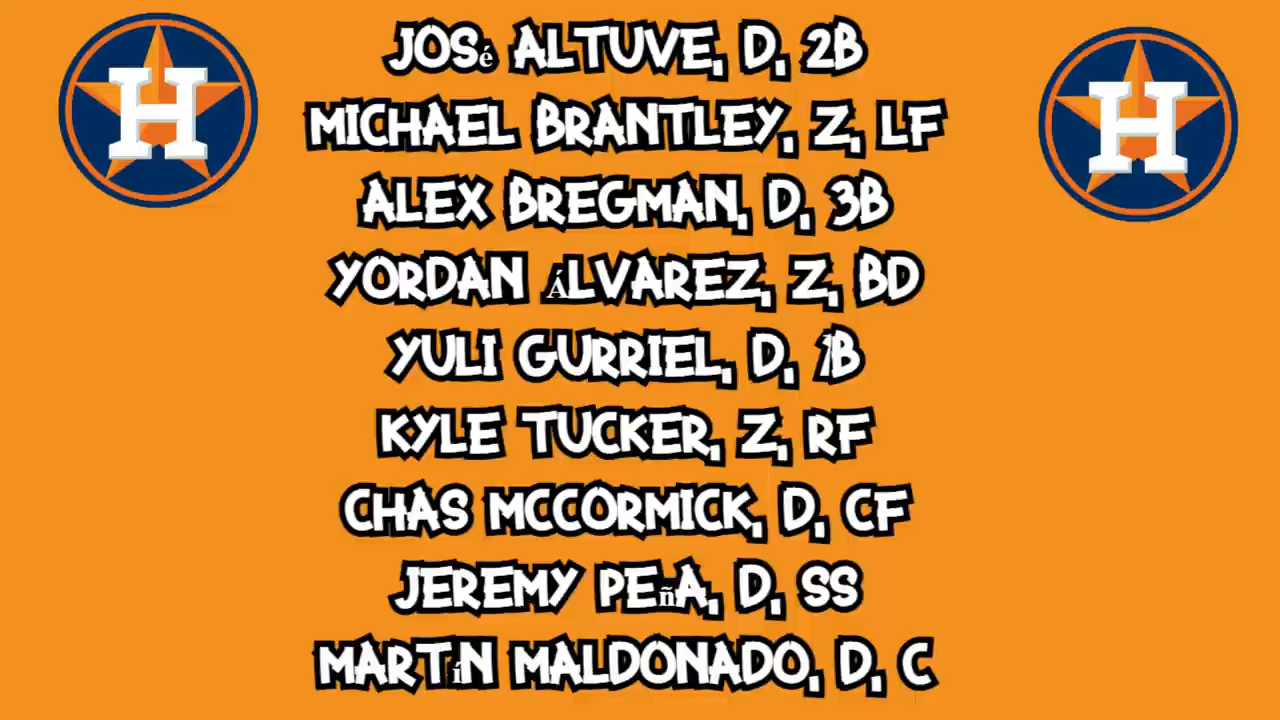 H H
JOSé ALTUVE, D, 2B
MICHAEL BRANTLEY, Z, LF
ALEX BREGMAN, D, 3B
YORDAN ÁLVAREZ, Z, BD
YULI GURRIEL, D, 1B
KYLE TUCKER, Z, RF
CHAS MCCORMICK, D, CF
JEREMY PEñA, D, SS
MARTíN MALDONADO, D, C